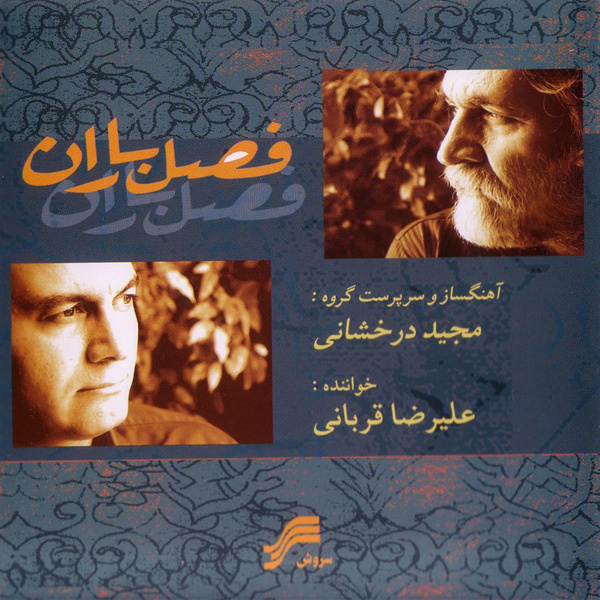 فصل باران
فصل باران
آهنگساز و سرپرست گروه :
مجید درخشانی
خواننده :
علیرضا قربانی
سروش